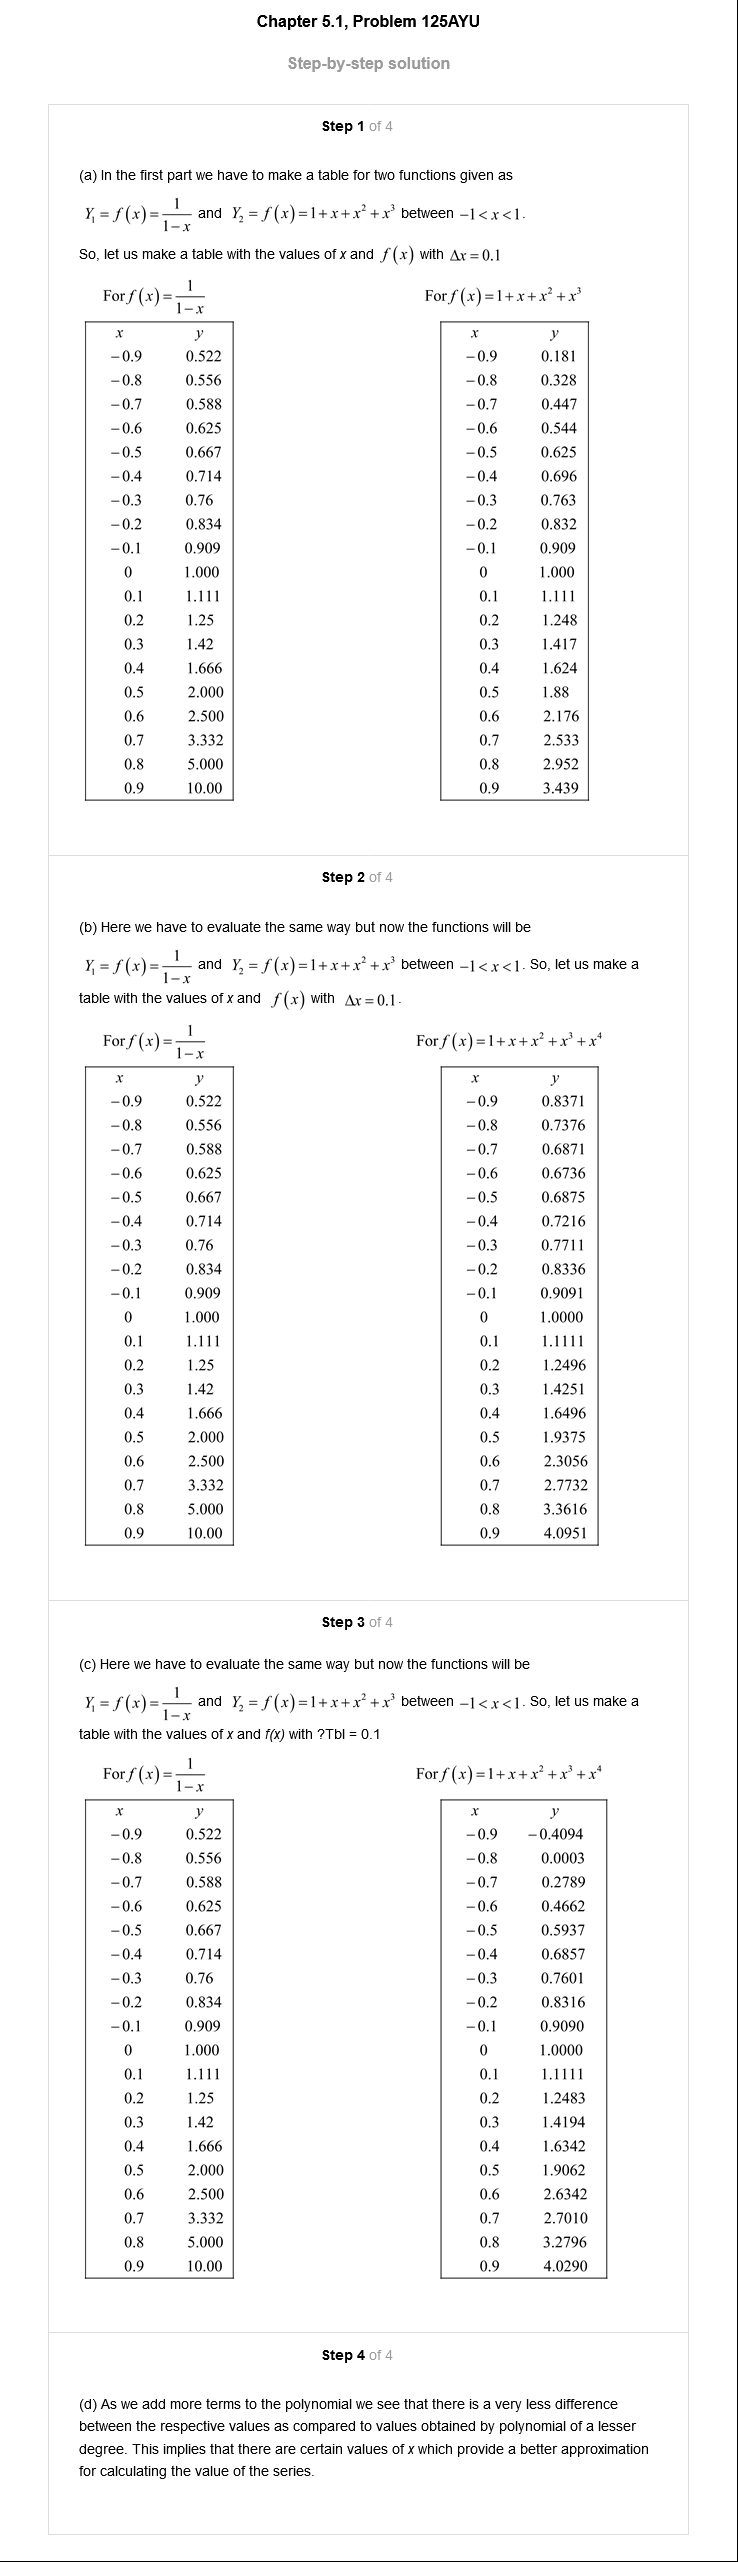 Chapter 5.1, Problem 125AYU
Step-by-step solution
Step 1 of 4
(a) In the first part we have to make a table for two functions given as
Y₁ = f(x) = 1/(1−x) and Y₂ = f(x) = 1+x+x²+x³ between −1<x<1.
So, let us make a table with the values of x and f(x) with Δx = 0.1
For f(x) = 1/(1−x) For f(x) = 1+x+x²+x³
x y x y
−0.9 0.522 −0.9 0.181
−0.8 0.556 −0.8 0.328
−0.7 0.588 −0.7 0.447
−0.6 0.625 −0.6 0.544
−0.5 0.667 −0.5 0.625
−0.4 0.714 −0.4 0.696
−0.3 0.76 −0.3 0.763
−0.2 0.834 −0.2 0.832
−0.1 0.909 −0.1 0.909
0 1.000 0 1.000
0.1 1.111 0.1 1.111
0.2 1.25 0.2 1.248
0.3 1.42 0.3 1.417
0.4 1.666 0.4 1.624
0.5 2.000 0.5 1.88
0.6 2.500 0.6 2.176
0.7 3.332 0.7 2.533
0.8 5.000 0.8 2.952
0.9 10.00 0.9 3.439
Step 2 of 4
(b) Here we have to evaluate the same way but now the functions will be
Y₁ = f(x) = 1/(1−x) and Y₂ = f(x) = 1+x+x²+x³ between −1<x<1. So, let us make a
table with the values of x and f(x) with Δx = 0.1.
For f(x) = 1/(1−x) For f(x) = 1+x+x²+x³+x⁴
x y x y
−0.9 0.522 −0.9 0.8371
−0.8 0.556 −0.8 0.7376
−0.7 0.588 −0.7 0.6871
−0.6 0.625 −0.6 0.6736
−0.5 0.667 −0.5 0.6875
−0.4 0.714 −0.4 0.7216
−0.3 0.76 −0.3 0.7711
−0.2 0.834 −0.2 0.8336
−0.1 0.909 −0.1 0.9091
0 1.000 0 1.0000
0.1 1.111 0.1 1.1111
0.2 1.25 0.2 1.2496
0.3 1.42 0.3 1.4251
0.4 1.666 0.4 1.6496
0.5 2.000 0.5 1.9375
0.6 2.500 0.6 2.3056
0.7 3.332 0.7 2.7732
0.8 5.000 0.8 3.3616
0.9 10.00 0.9 4.0951
Step 3 of 4
(c) Here we have to evaluate the same way but now the functions will be
Y₁ = f(x) = 1/(1−x) and Y₂ = f(x) = 1+x+x²+x³ between −1<x<1. So, let us make a
table with the values of x and f(x) with ?Tbl = 0.1
For f(x) = 1/(1−x) For f(x) = 1+x+x²+x³+x⁴
x y x y
−0.9 0.522 −0.9 −0.4094
−0.8 0.556 −0.8 0.0003
−0.7 0.588 −0.7 0.2789
−0.6 0.625 −0.6 0.4662
−0.5 0.667 −0.5 0.5937
−0.4 0.714 −0.4 0.6857
−0.3 0.76 −0.3 0.7601
−0.2 0.834 −0.2 0.8316
−0.1 0.909 −0.1 0.9090
0 1.000 0 1.0000
0.1 1.111 0.1 1.1111
0.2 1.25 0.2 1.2483
0.3 1.42 0.3 1.4194
0.4 1.666 0.4 1.6342
0.5 2.000 0.5 1.9062
0.6 2.500 0.6 2.6342
0.7 3.332 0.7 2.7010
0.8 5.000 0.8 3.2796
0.9 10.00 0.9 4.0290
Step 4 of 4
(d) As we add more terms to the polynomial we see that there is a very less difference
between the respective values as compared to values obtained by polynomial of a lesser
degree. This implies that there are certain values of x which provide a better approximation
for calculating the value of the series.